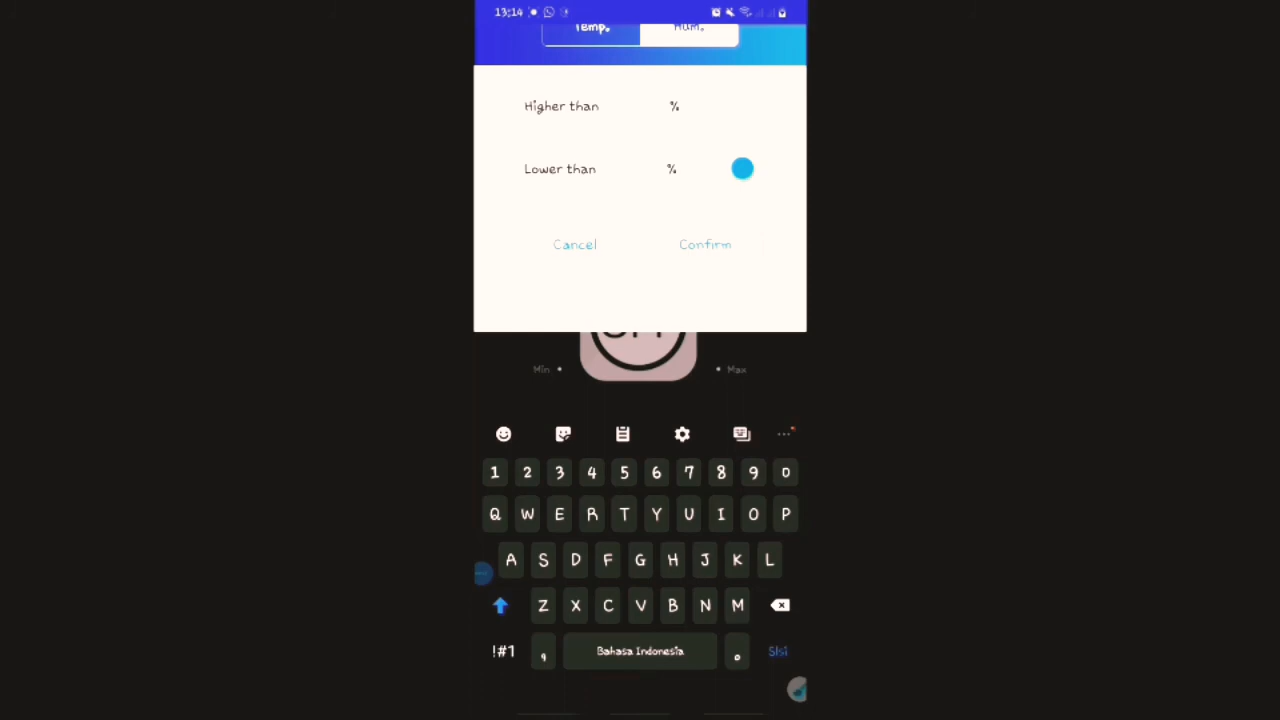 13:14
Temp. Hum.
Higher than %
Lower than %
Cancel Confirm
Min • • Max
1 2 3 4 5 6 7 8 9 0
Q W E R T Y U I O P
A S D F G H J K L
Z X C V B N M
!#1 , Bahasa Indonesia .